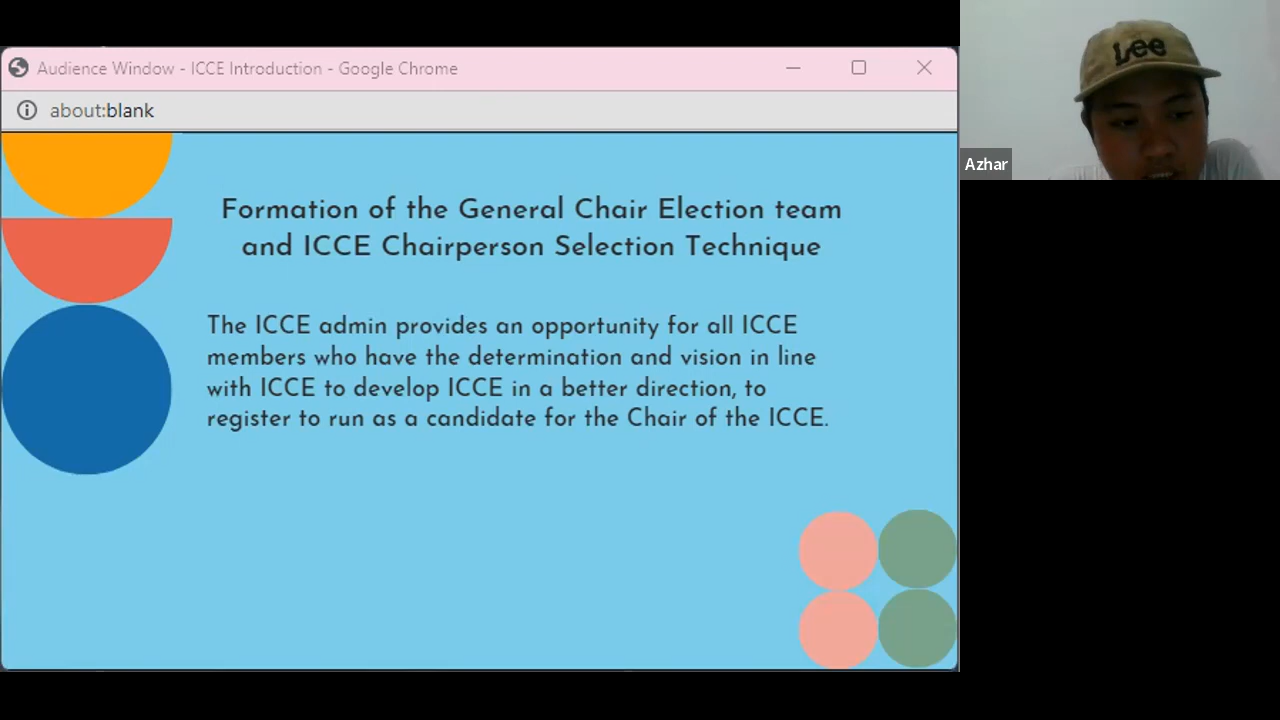 Audience Window - ICCE Introduction - Google Chrome
about:blank
Formation of the General Chair Election team
and ICCE Chairperson Selection Technique
The ICCE admin provides an opportunity for all ICCE
members who have the determination and vision in line
with ICCE to develop ICCE in a better direction, to
register to run as a candidate for the Chair of the ICCE.
Lee
Azhar